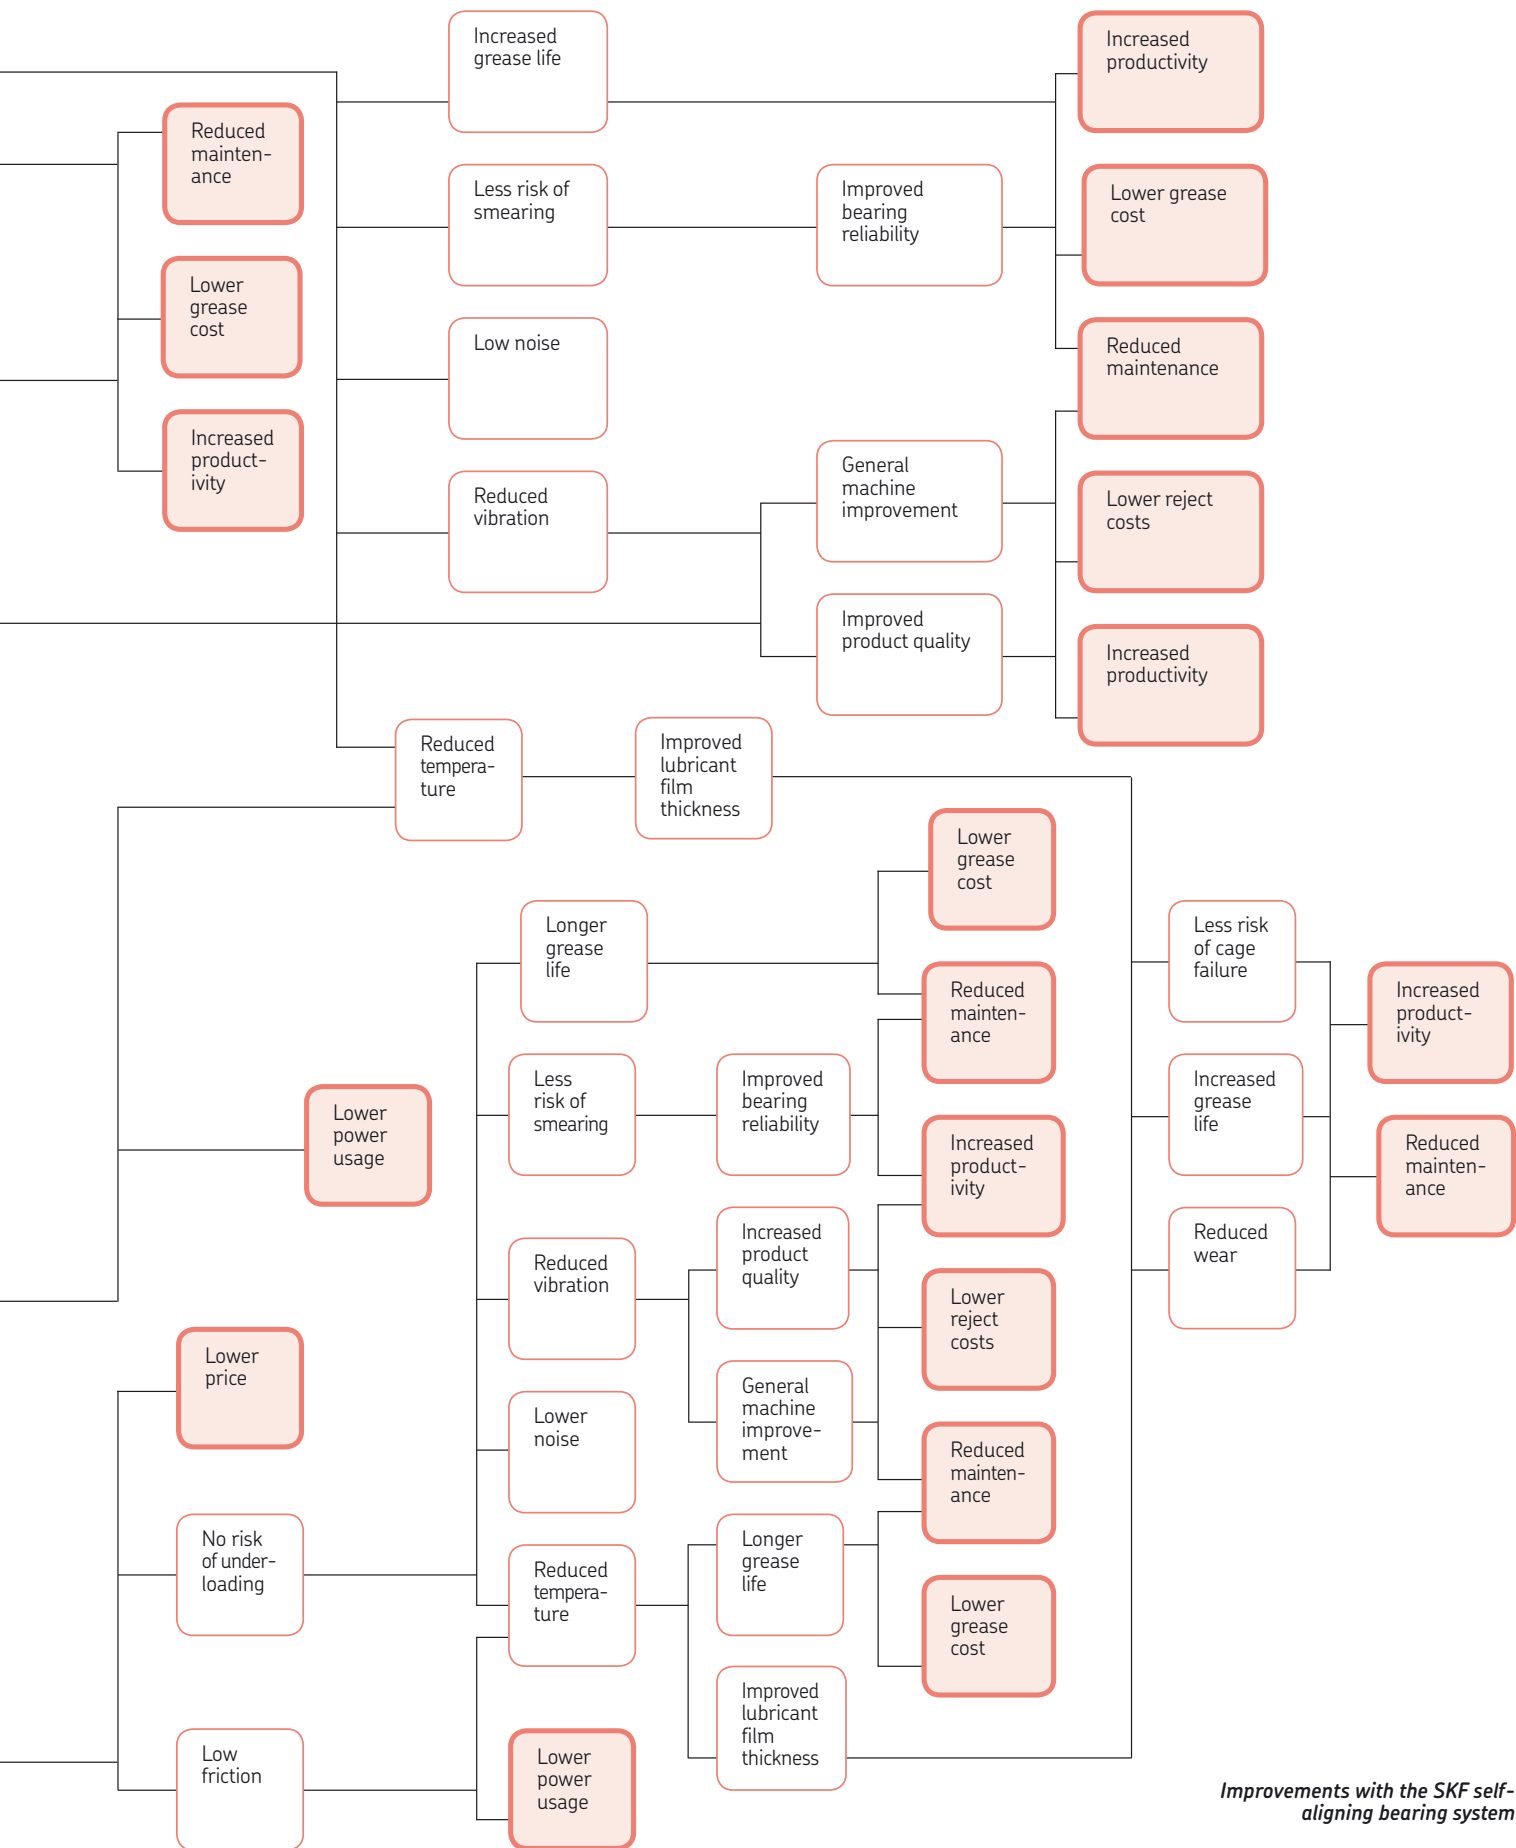 Increased
grease life
Increased
productivity
Reduced
mainten-
ance
Less risk of
smearing
Improved
bearing
reliability
Lower grease
cost
Lower
grease
cost
Low noise
Reduced
maintenance
Increased
product-
ivity
Reduced
vibration
General
machine
improvement
Lower reject
costs
Improved
product quality
Increased
productivity
Reduced
tempera-
ture
Improved
lubricant
film
thickness
Lower
grease
cost
Longer
grease
life
Less risk
of cage
failure
Reduced
mainten-
ance
Increased
product-
ivity
Lower
power
usage
Less
risk of
smearing
Improved
bearing
reliability
Increased
grease
life
Increased
product-
ivity
Reduced
mainten-
ance
Reduced
vibration
Increased
product
quality
Reduced
wear
Lower
reject
costs
Lower
price
Lower
noise
General
machine
improve-
ment
Reduced
mainten-
ance
No risk
of under-
loading
Reduced
tempera-
ture
Longer
grease
life
Lower
grease
cost
Improved
lubricant
film
thickness
Low
friction
Lower
power
usage
Improvements with the SKF self-
aligning bearing system